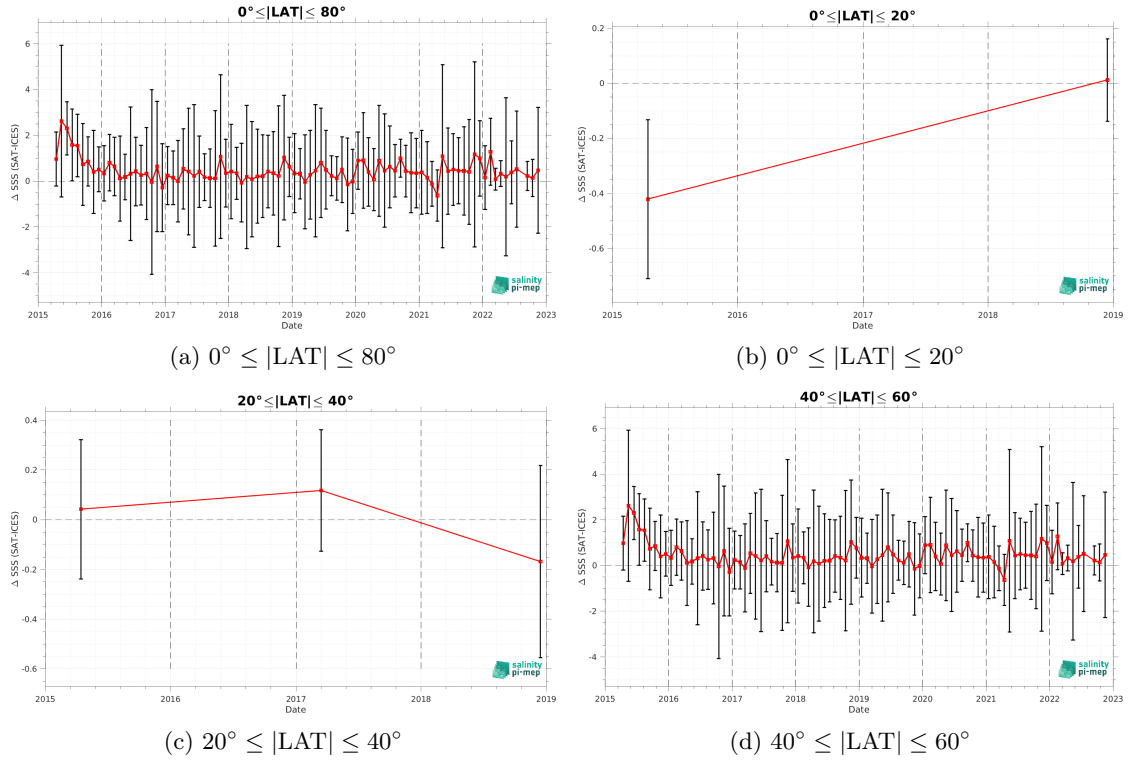 0°≤|LAT|≤ 80°
Δ SSS (SAT-ICES)
6
4
2
0
-2
-4
2015 2016 2017 2018 2019 2020 2021 2022 2023
Date
salinity
pi-mep
(a) 0° ≤ |LAT| ≤ 80°
0°≤|LAT|≤ 20°
Δ SSS (SAT-ICES)
0.2
0
-0.2
-0.4
-0.6
2015 2016 2017 2018 2019
Date
salinity
pi-mep
(b) 0° ≤ |LAT| ≤ 20°
20°≤|LAT|≤ 40°
Δ SSS (SAT-ICES)
0.4
0.2
0
-0.2
-0.4
-0.6
2015 2016 2017 2018 2019
Date
salinity
pi-mep
(c) 20° ≤ |LAT| ≤ 40°
40°≤|LAT|≤ 60°
Δ SSS (SAT-ICES)
6
4
2
0
-2
-4
2015 2016 2017 2018 2019 2020 2021 2022 2023
Date
salinity
pi-mep
(d) 40° ≤ |LAT| ≤ 60°